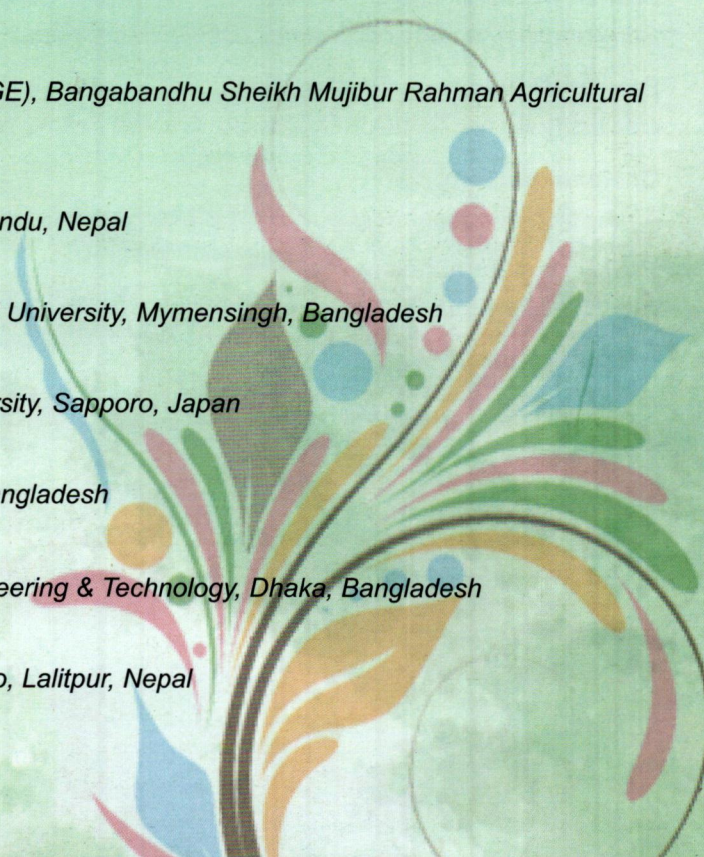 GE), Bangabandhu Sheikh Mujibur Rahman Agricultural
ndu, Nepal
University, Mymensingh, Bangladesh
rsity, Sapporo, Japan
ngladesh
eering & Technology, Dhaka, Bangladesh
o, Lalitpur, Nepal